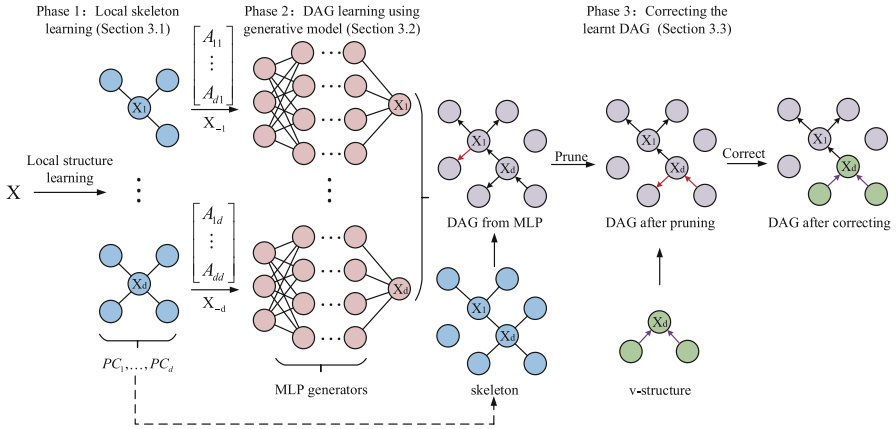 Phase 1：Local skeleton
learning (Section 3.1)
Phase 2：DAG learning using
generative model (Section 3.2)
Phase 3：Correcting the
learnt DAG (Section 3.3)
A11
⋮
Ad1
X-1
X1
X1
Local structure
learning
X
⋮
⋮
A1d
⋮
Add
X-d
Xd
Xd
PC1,…,PCd
MLP generators
X1
Xd
DAG from MLP
Prune
X1
Xd
DAG after pruning
Correct
X1
Xd
DAG after correcting
X1
Xd
skeleton
Xd
v-structure